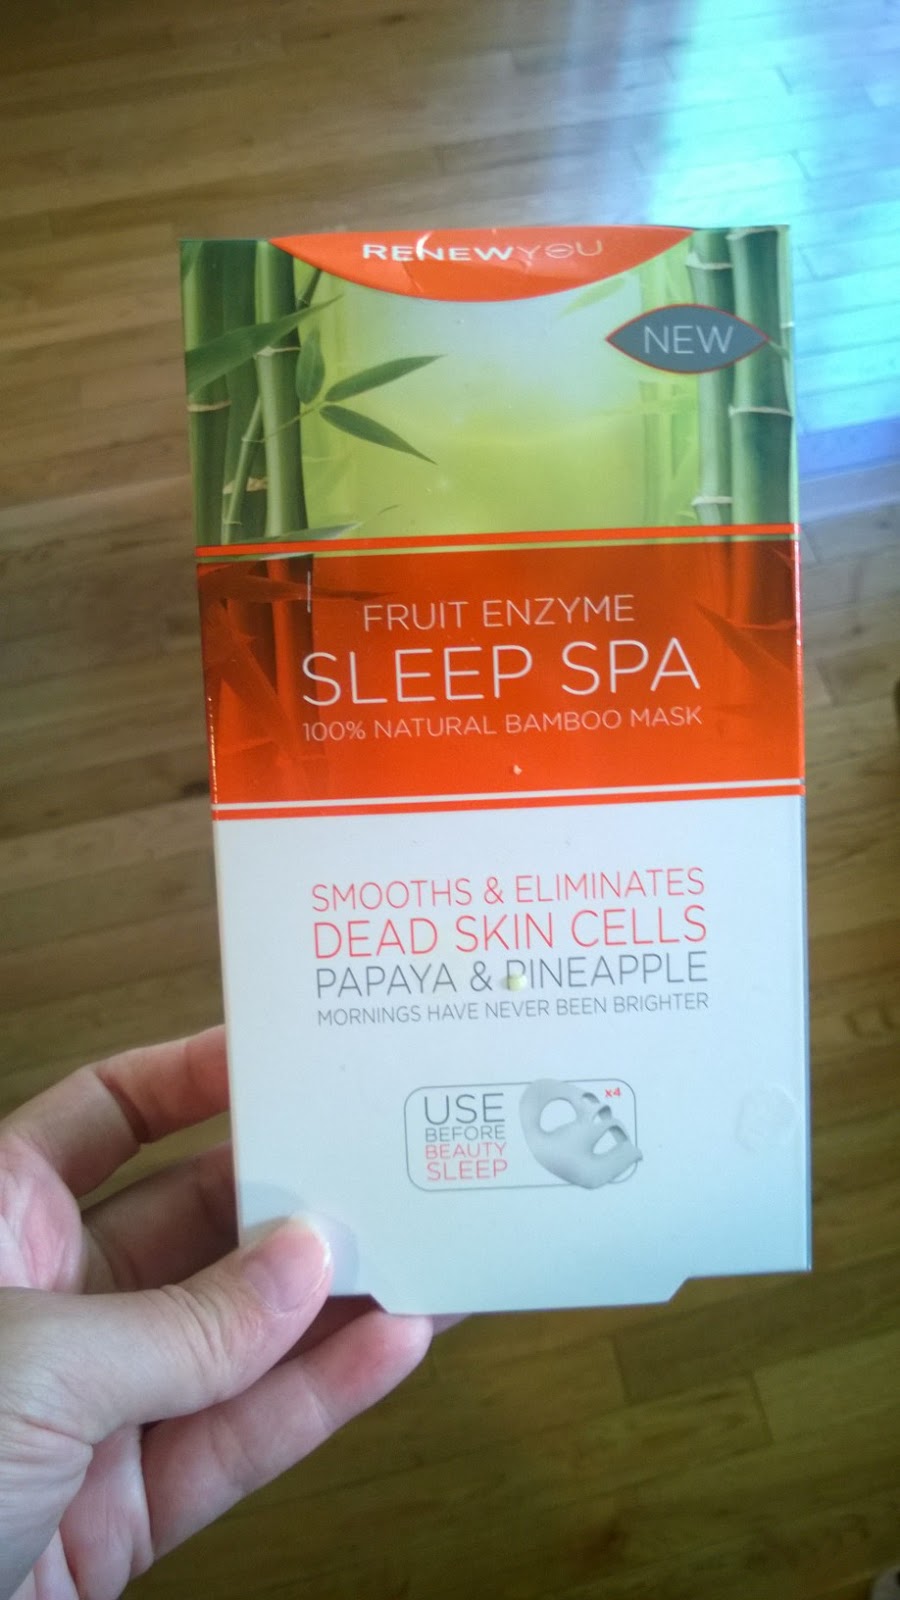 RENEWYOU
NEW
FRUIT ENZYME
SLEEP SPA
100% NATURAL BAMBOO MASK
SMOOTHS & ELIMINATES
DEAD SKIN CELLS
PAPAYA & PINEAPPLE
MORNINGS HAVE NEVER BEEN BRIGHTER
USE
BEFORE
BEAUTY
SLEEP
x4